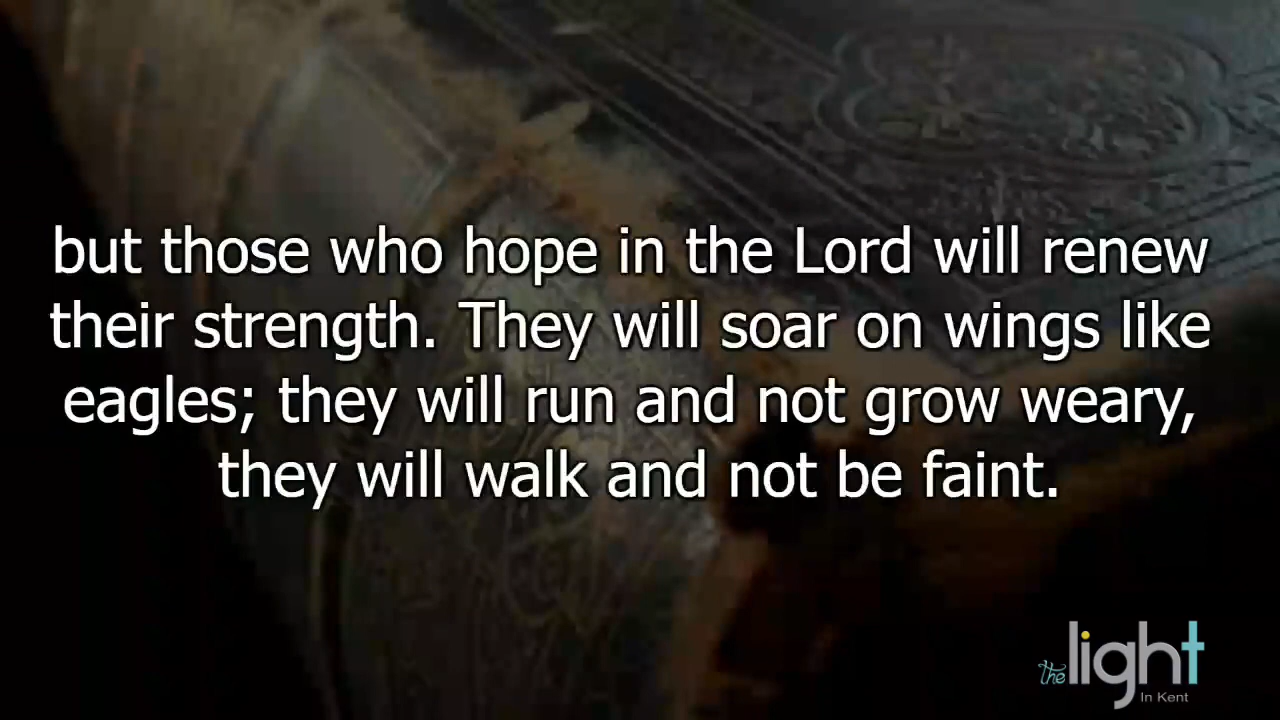 but those who hope in the Lord will renew
their strength. They will soar on wings like
eagles; they will run and not grow weary,
they will walk and not be faint.
the light
In Kent